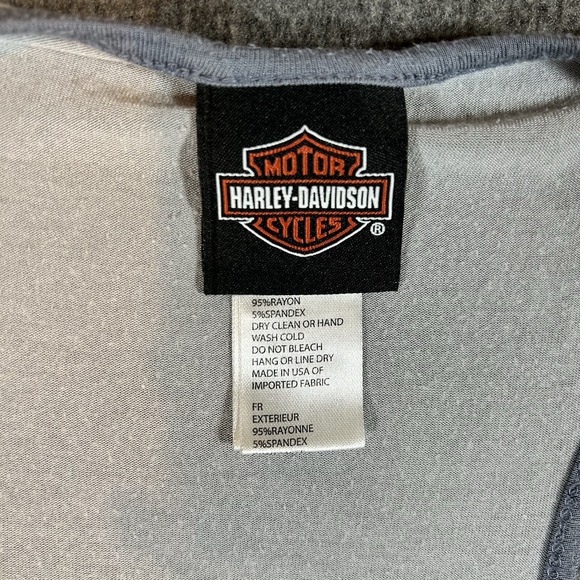 MOTOR
HARLEY-DAVIDSON
CYCLES
®
95%RAYON
5%SPANDEX
DRY CLEAN OR HAND
WASH COLD
DO NOT BLEACH
HANG OR LINE DRY
MADE IN USA OF
IMPORTED FABRIC
FR
EXTERIEUR
95%RAYONNE
5%SPANDEX